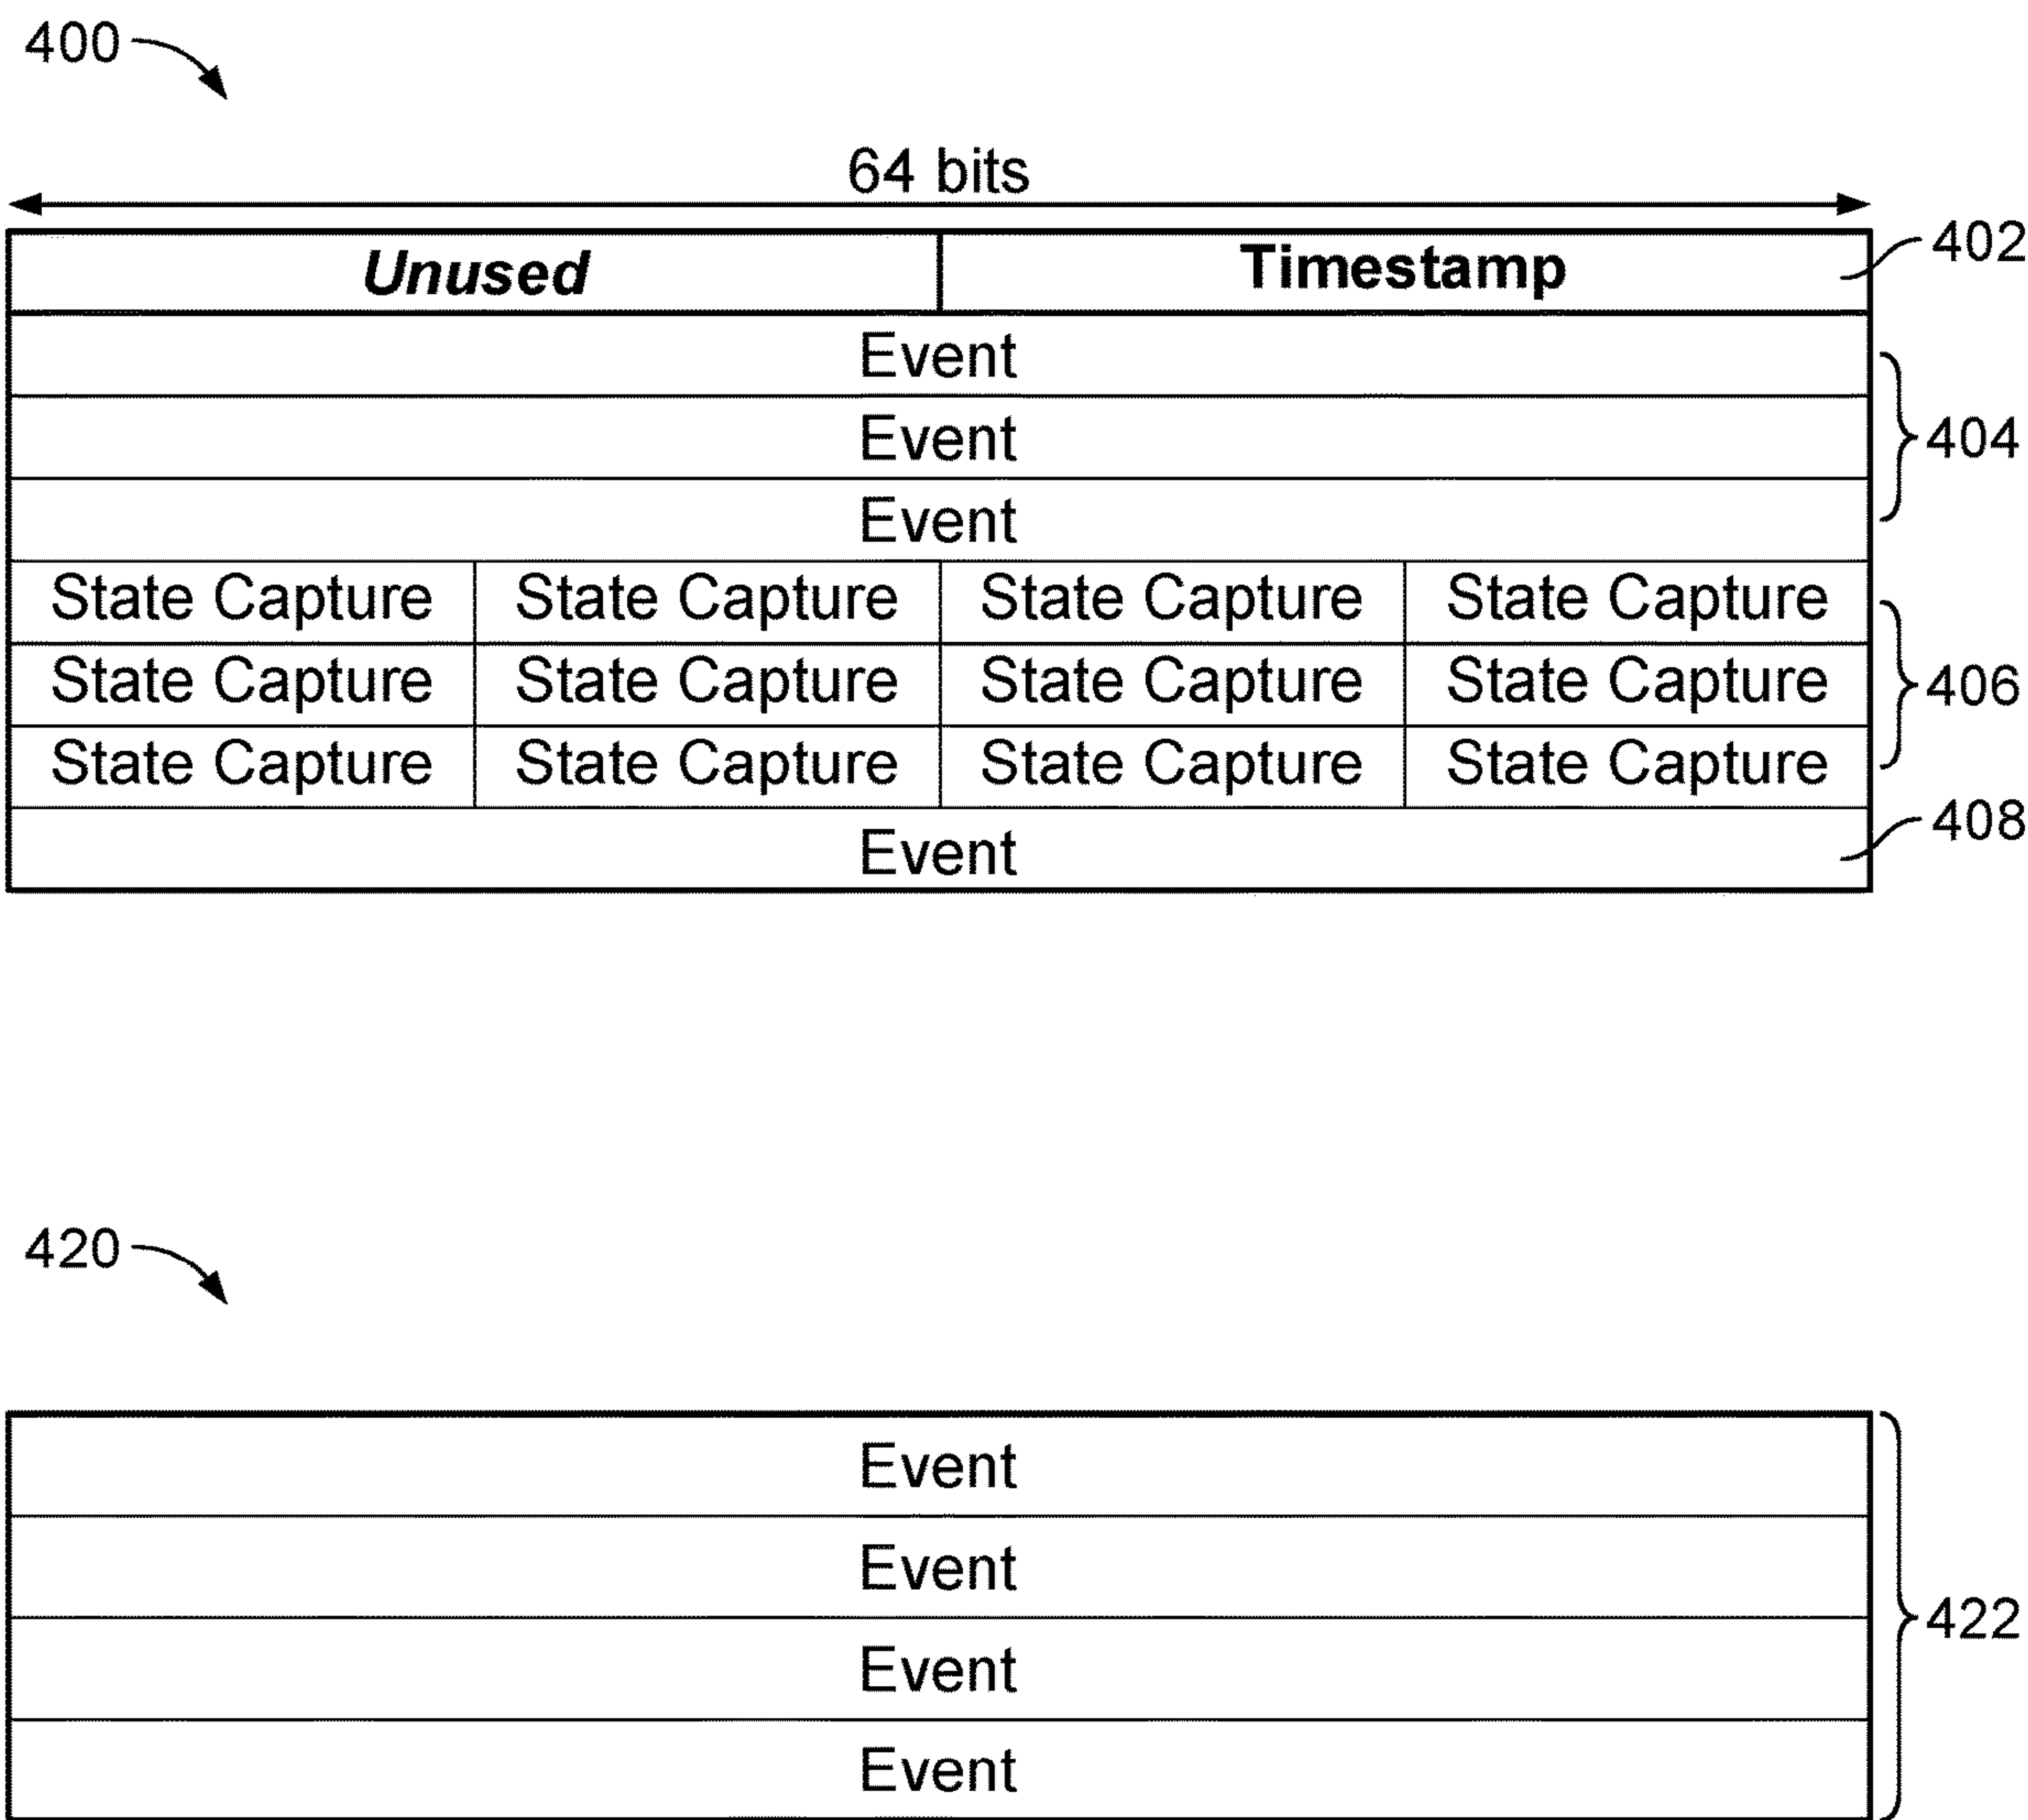 400
64 bits
Unused Timestamp 402
Event
Event 404
Event
State Capture State Capture State Capture State Capture
State Capture State Capture State Capture State Capture 406
State Capture State Capture State Capture State Capture
Event 408
420
Event
Event
422
Event
Event